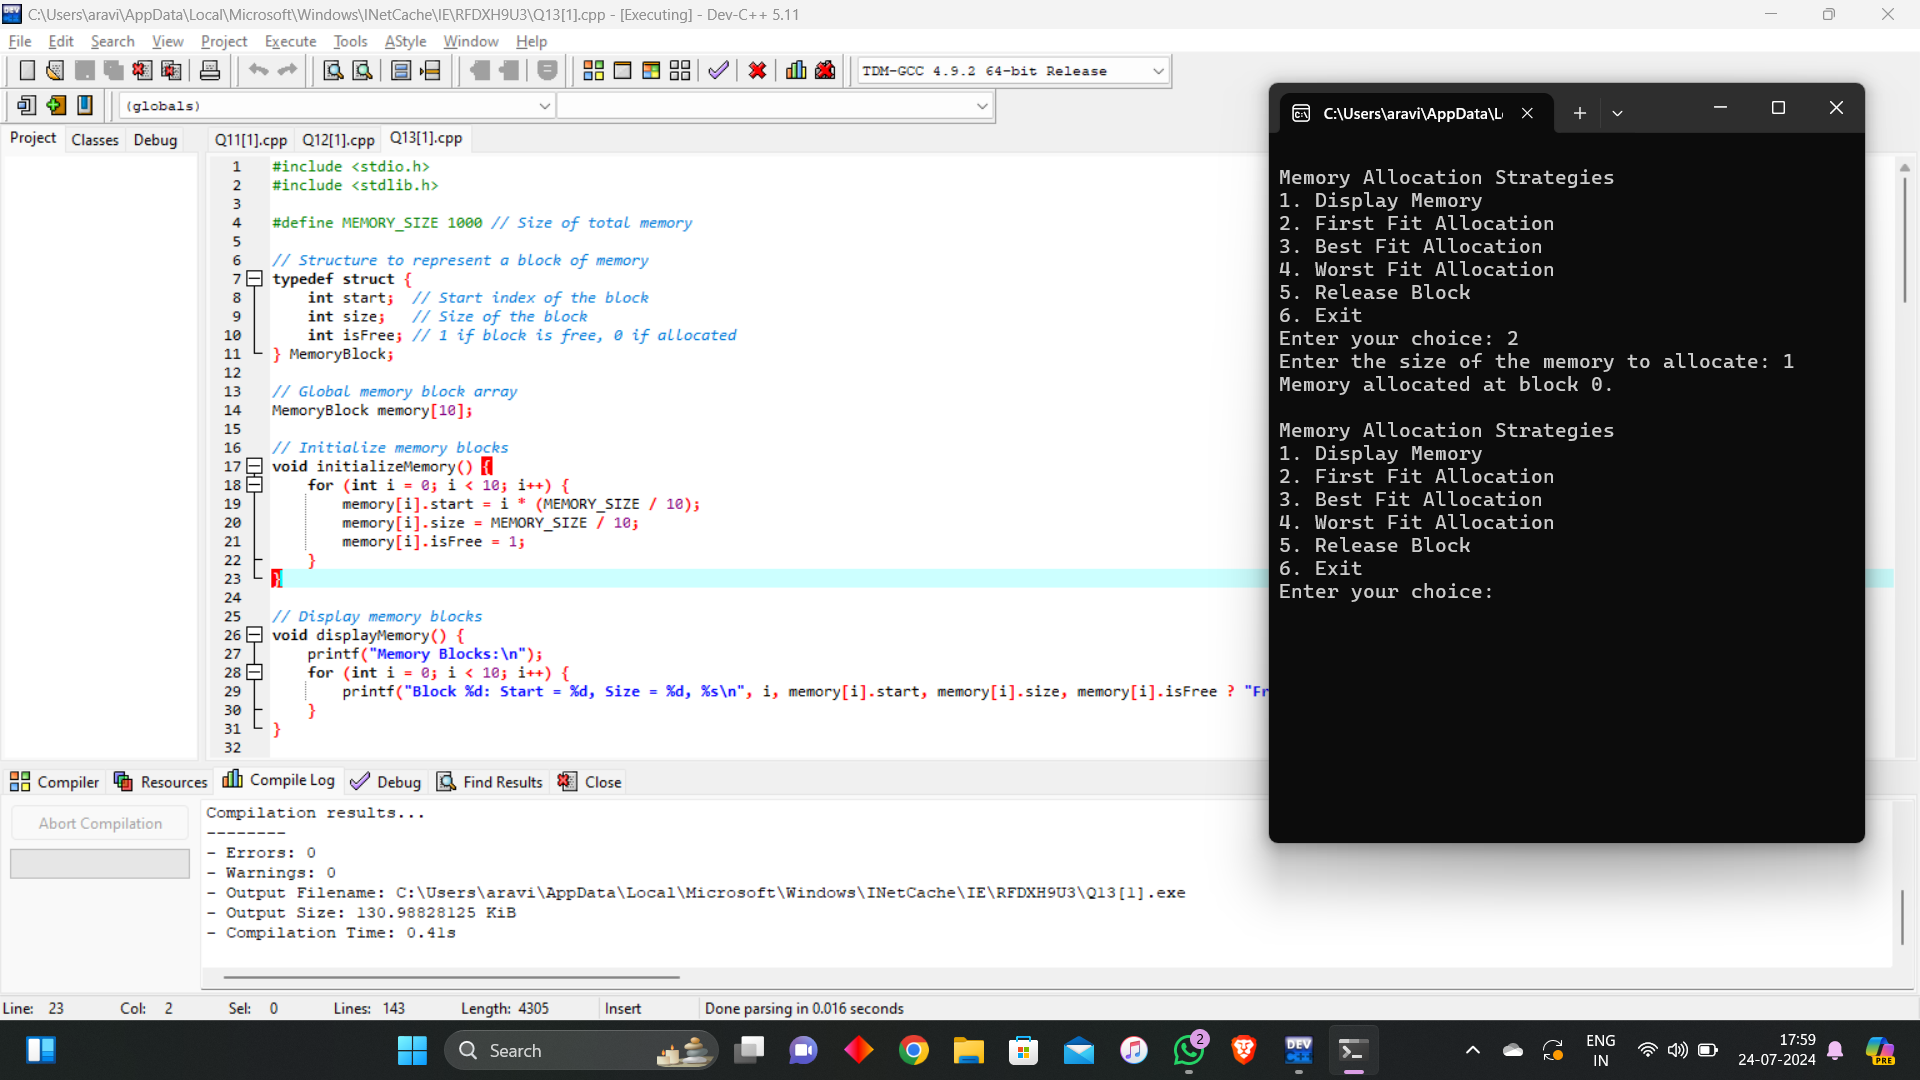 C:\Users\aravi\AppData\Local\Microsoft\Windows\INetCache\IE\RFDXH9U3\Q13[1].cpp - [Executing] - Dev-C++ 5.11
File Edit Search View Project Execute Tools AStyle Window Help
TDM-GCC 4.9.2 64-bit Release
(globals)
Project Classes Debug
Q11[1].cpp Q12[1].cpp Q13[1].cpp
1 #include <stdio.h>
2 #include <stdlib.h>
3
4 #define MEMORY_SIZE 1000 // Size of total memory
5
6 // Structure to represent a block of memory
7 typedef struct {
8 int start; // Start index of the block
9 int size; // Size of the block
10 int isFree; // 1 if block is free, 0 if allocated
11 } MemoryBlock;
12
13 // Global memory block array
14 MemoryBlock memory[10];
15
16 // Initialize memory blocks
17 void initializeMemory() {
18 for (int i = 0; i < 10; i++) {
19 memory[i].start = i * (MEMORY_SIZE / 10);
20 memory[i].size = MEMORY_SIZE / 10;
21 memory[i].isFree = 1;
22 }
23 }
24
25 // Display memory blocks
26 void displayMemory() {
27 printf("Memory Blocks:\n");
28 for (int i = 0; i < 10; i++) {
29 printf("Block %d: Start = %d, Size = %d, %s\n", i, memory[i].start, memory[i].size, memory[i].isFree ? "Fr
30 }
31 }
32
C:\Users\aravi\AppData\L
Memory Allocation Strategies
1. Display Memory
2. First Fit Allocation
3. Best Fit Allocation
4. Worst Fit Allocation
5. Release Block
6. Exit
Enter your choice: 2
Enter the size of the memory to allocate: 1
Memory allocated at block 0.
Memory Allocation Strategies
1. Display Memory
2. First Fit Allocation
3. Best Fit Allocation
4. Worst Fit Allocation
5. Release Block
6. Exit
Enter your choice:
Compiler Resources Compile Log Debug Find Results Close
Abort Compilation
Compilation results...
--------
- Errors: 0
- Warnings: 0
- Output Filename: C:\Users\aravi\AppData\Local\Microsoft\Windows\INetCache\IE\RFDXH9U3\Q13[1].exe
- Output Size: 130.98828125 KiB
- Compilation Time: 0.41s
Line: 23 Col: 2 Sel: 0 Lines: 143 Length: 4305 Insert Done parsing in 0.016 seconds
Search
2
DEV
C++
ENG
IN
17:59
24-07-2024
PRE